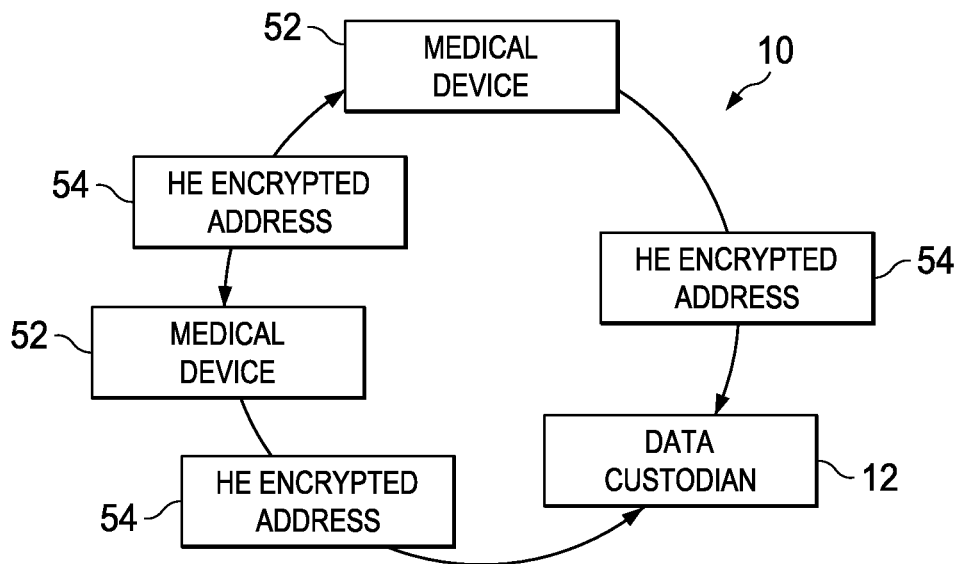 52
MEDICAL
DEVICE
10
54
HE ENCRYPTED
ADDRESS
HE ENCRYPTED
ADDRESS
54
52
MEDICAL
DEVICE
DATA
CUSTODIAN
12
54
HE ENCRYPTED
ADDRESS